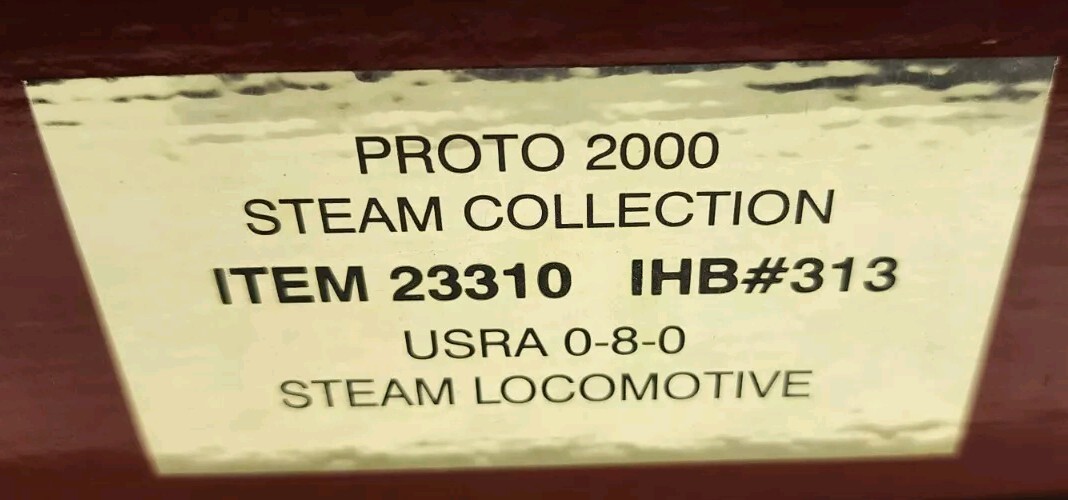 PROTO 2000
STEAM COLLECTION
ITEM 23310 IHB#313
USRA 0-8-0
STEAM LOCOMOTIVE